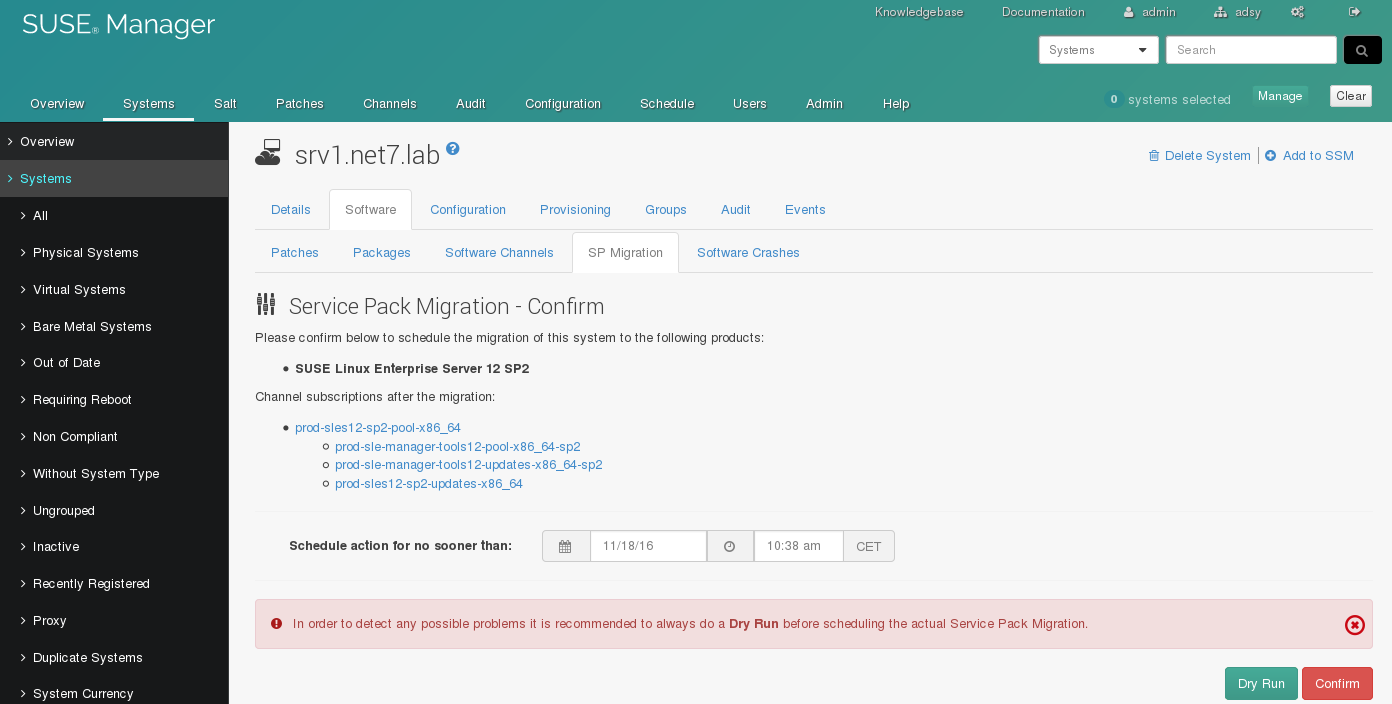 SUSE® Manager
Knowledgebase Documentation admin adsy
Systems Search
Overview Systems Salt Patches Channels Audit Configuration Schedule Users Admin Help
0 systems selected Manage Clear
Overview
Systems
All
Physical Systems
Virtual Systems
Bare Metal Systems
Out of Date
Requiring Reboot
Non Compliant
Without System Type
Ungrouped
Inactive
Recently Registered
Proxy
Duplicate Systems
System Currency
srv1.net7.lab ?
Delete System Add to SSM
Details Software Configuration Provisioning Groups Audit Events
Patches Packages Software Channels SP Migration Software Crashes
Service Pack Migration - Confirm
Please confirm below to schedule the migration of this system to the following products:
SUSE Linux Enterprise Server 12 SP2
Channel subscriptions after the migration:
prod-sles12-sp2-pool-x86_64
prod-sle-manager-tools12-pool-x86_64-sp2
prod-sle-manager-tools12-updates-x86_64-sp2
prod-sles12-sp2-updates-x86_64
Schedule action for no sooner than: 11/18/16 10:38 am CET
In order to detect any possible problems it is recommended to always do a Dry Run before scheduling the actual Service Pack Migration.
Dry Run Confirm